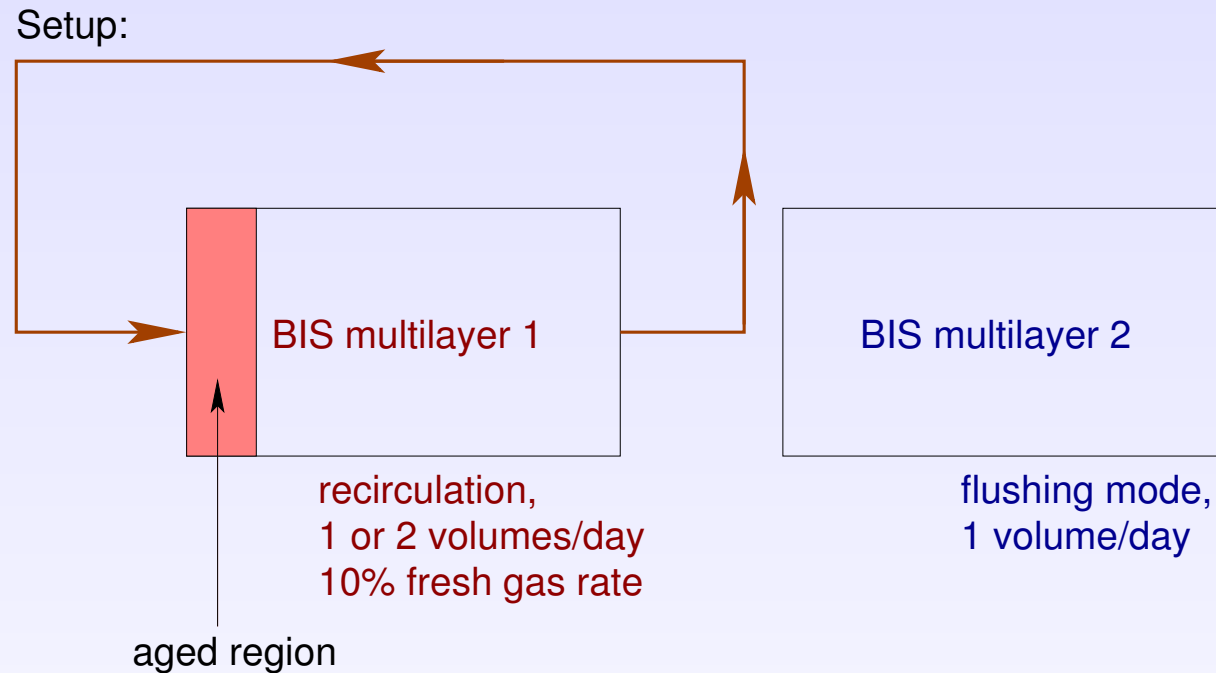 Setup:
BIS multilayer 1
BIS multilayer 2
recirculation,
1 or 2 volumes/day
10% fresh gas rate
flushing mode,
1 volume/day
aged region